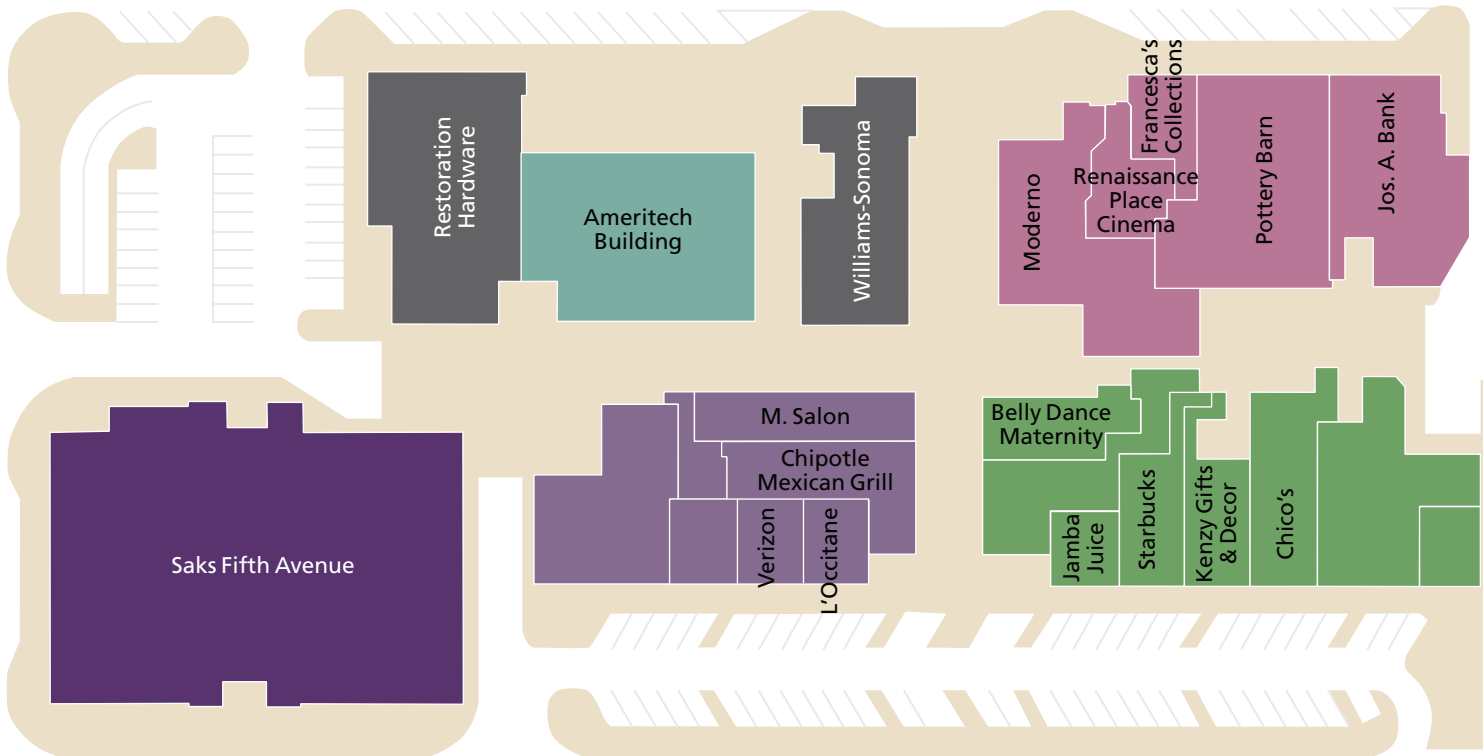 Restoration
Hardware
Ameritech
Building
Williams-Sonoma
Moderno
Renaissance
Place
Cinema
Francesca's
Collections
Pottery Barn
Jos. A. Bank
Saks Fifth Avenue
M. Salon
Chipotle
Mexican Grill
Verizon
L'Occitane
Belly Dance
Maternity
Jamba
Juice
Starbucks
Kenzy Gifts
& Decor
Chico's